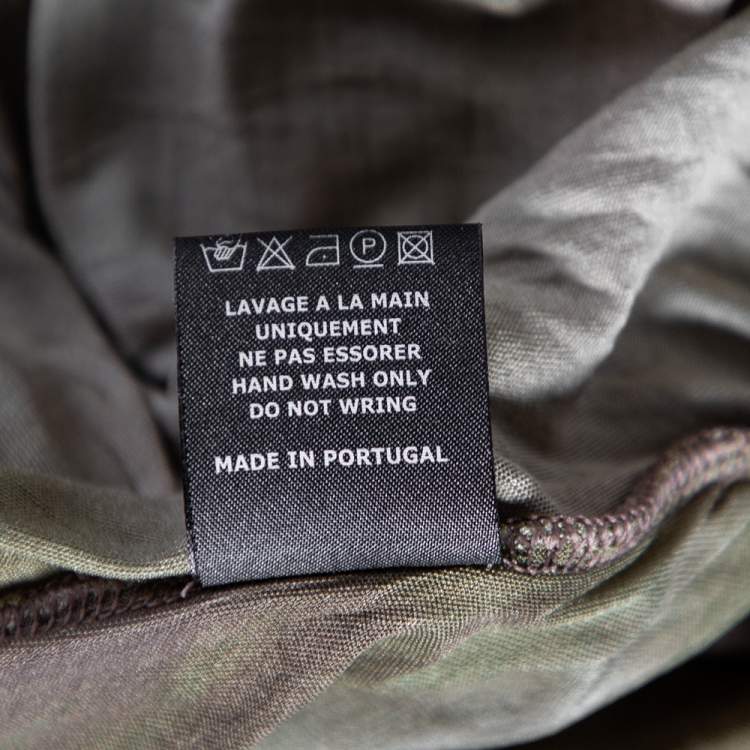 P
LAVAGE A LA MAIN
UNIQUEMENT
NE PAS ESSORER
HAND WASH ONLY
DO NOT WRING
MADE IN PORTUGAL